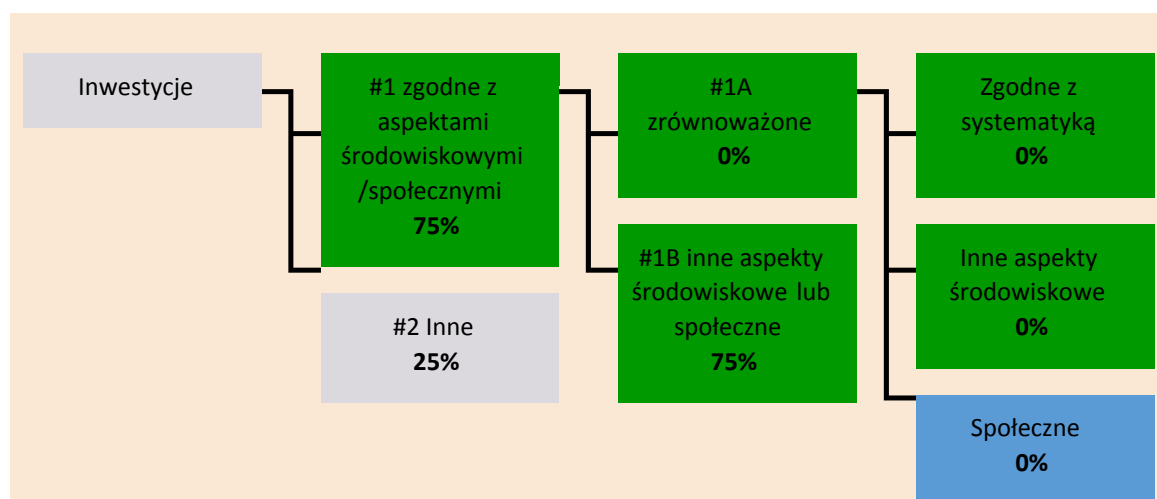 Inwestycje
#1 zgodne z
aspektami
środowiskowymi
/społecznymi
75%
#2 Inne
25%
#1A
zrównoważone
0%
#1B inne aspekty
środowiskowe lub
społeczne
75%
Zgodne z
systematyką
0%
Inne aspekty
środowiskowe
0%
Społeczne
0%